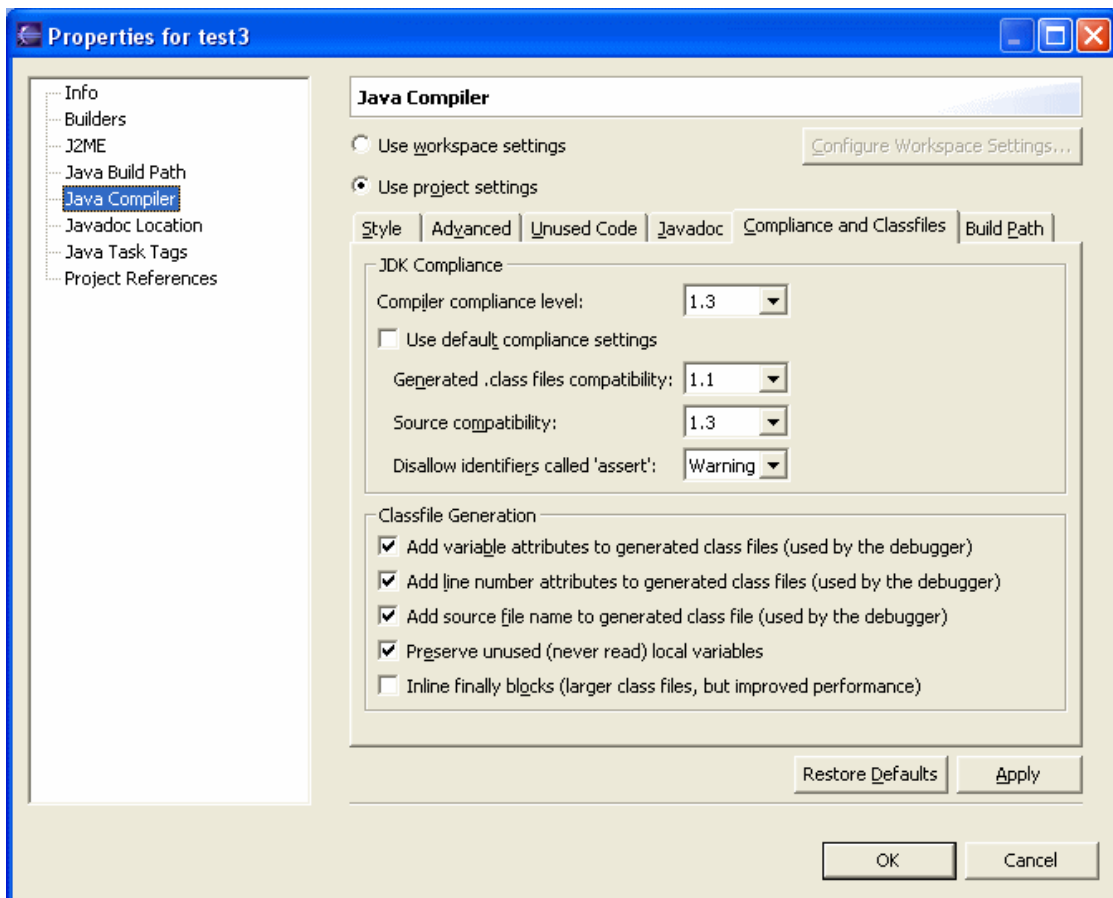 Properties for test3
Info
Builders
J2ME
Java Build Path
Java Compiler
Javadoc Location
Java Task Tags
Project References
Java Compiler
Use workspace settings
Configure Workspace Settings...
Use project settings
Style Advanced Unused Code Javadoc Compliance and Classfiles Build Path
JDK Compliance
Compiler compliance level: 1.3
Use default compliance settings
Generated .class files compatibility: 1.1
Source compatibility: 1.3
Disallow identifiers called 'assert': Warning
Classfile Generation
Add variable attributes to generated class files (used by the debugger)
Add line number attributes to generated class files (used by the debugger)
Add source file name to generated class file (used by the debugger)
Preserve unused (never read) local variables
Inline finally blocks (larger class files, but improved performance)
Restore Defaults Apply
OK Cancel